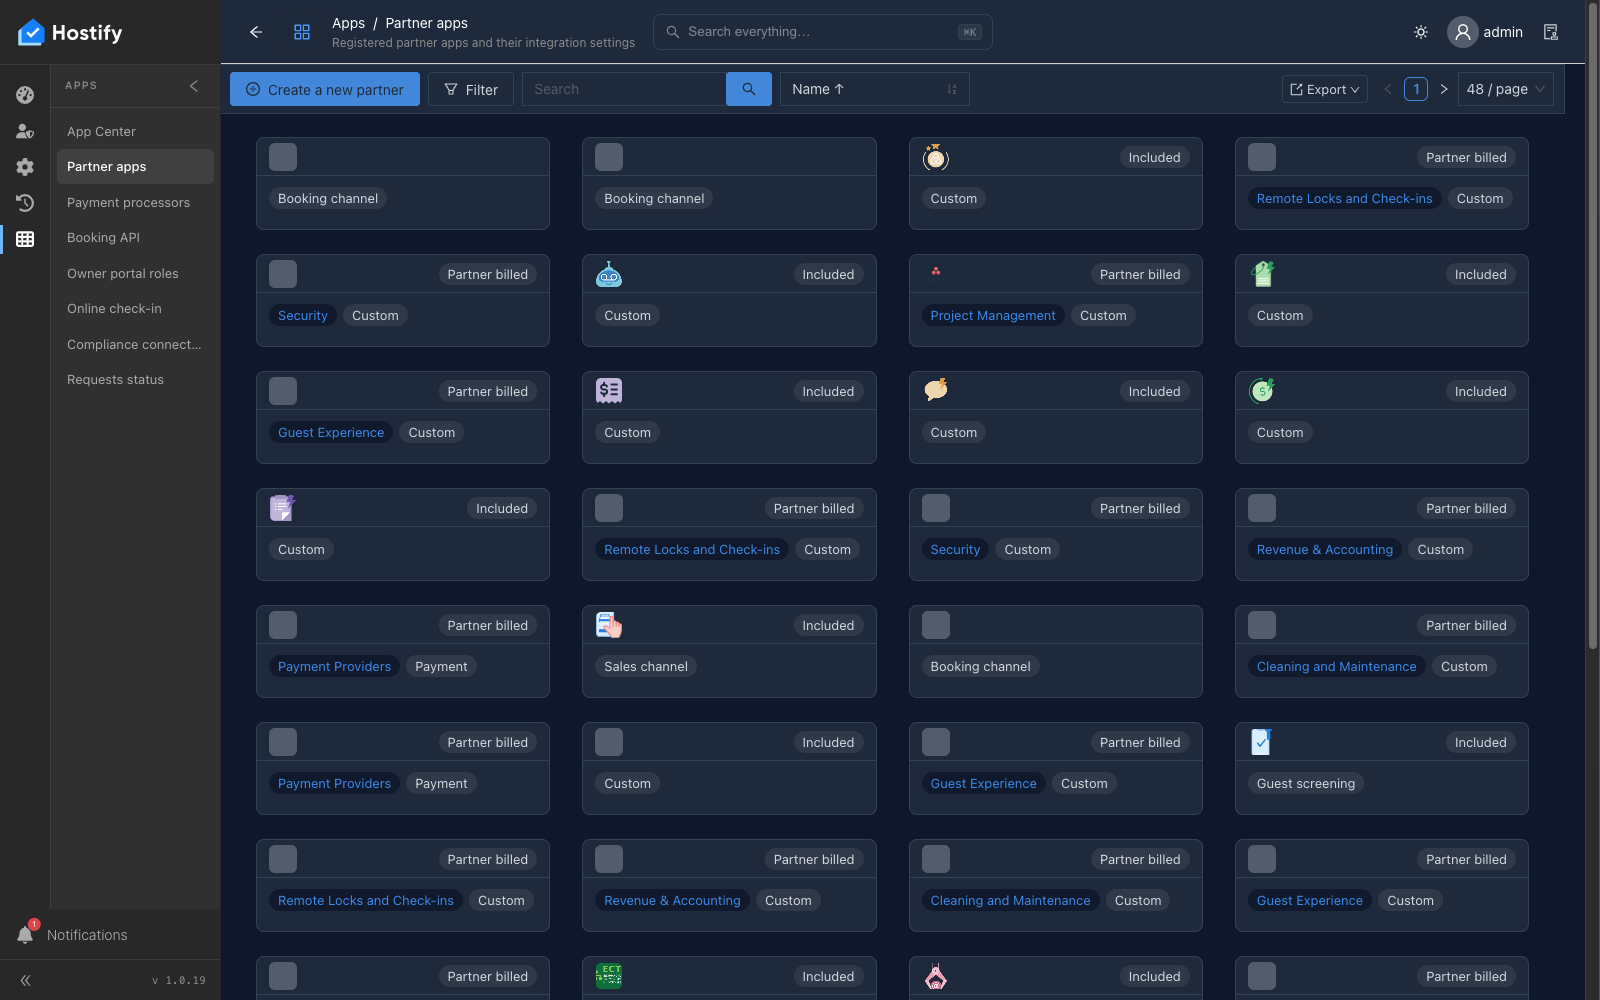 Hostify
Apps / Partner apps
Registered partner apps and their integration settings
Search everything...
⌘K
admin
APPS
App Center
Partner apps
Payment processors
Booking API
Owner portal roles
Online check-in
Compliance connect...
Requests status
1
Notifications
v 1.0.19
Create a new partner
Filter
Search
Name ↑
Export
1
48 / page
Booking channel
Booking channel
Included
Custom
Partner billed
Remote Locks and Check-ins Custom
Partner billed
Security Custom
Included
Custom
Partner billed
Project Management Custom
Included
Custom
Partner billed
Guest Experience Custom
Included
Custom
Included
Custom
Included
Custom
Included
Custom
Partner billed
Remote Locks and Check-ins Custom
Partner billed
Security Custom
Partner billed
Revenue & Accounting Custom
Partner billed
Payment Providers Payment
Included
Sales channel
Booking channel
Partner billed
Cleaning and Maintenance Custom
Partner billed
Payment Providers Payment
Included
Custom
Partner billed
Guest Experience Custom
Included
Guest screening
Partner billed
Remote Locks and Check-ins Custom
Partner billed
Revenue & Accounting Custom
Partner billed
Cleaning and Maintenance Custom
Partner billed
Guest Experience Custom
Partner billed
ECT
Included
Included
Partner billed